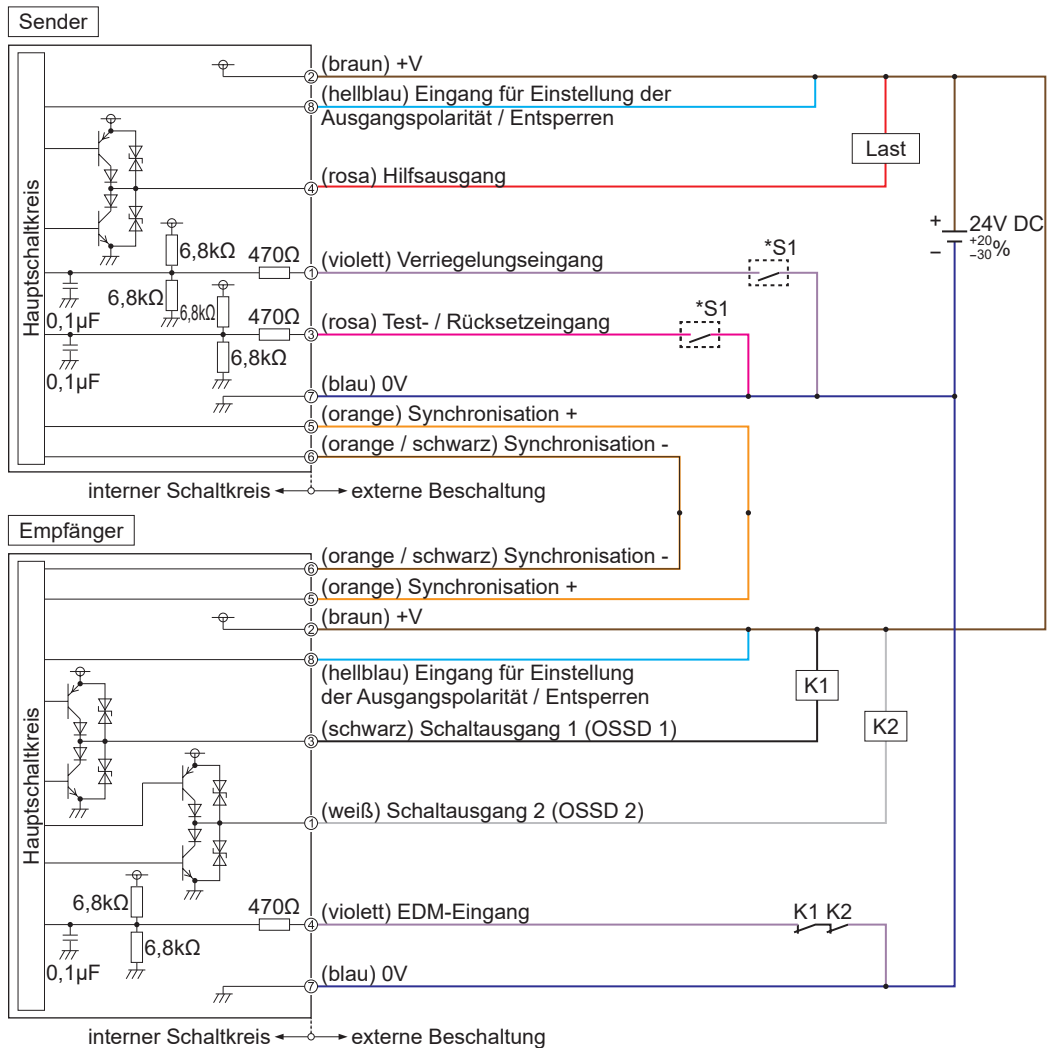 Sender
Hauptschaltkreis
② (braun) +V
⑧ (hellblau) Eingang für Einstellung der
Ausgangspolarität / Entsperren
Last
④ (rosa) Hilfsausgang
+ 24V DC
− +20
−30 %
*S1
6,8kΩ 470Ω
① (violett) Verriegelungseingang
6,8kΩ
6,8kΩ
0,1µF
*S1
470Ω
③ (rosa) Test- / Rücksetzeingang
6,8kΩ
0,1µF
⑦ (blau) 0V
⑤ (orange) Synchronisation +
⑥ (orange / schwarz) Synchronisation -
interner Schaltkreis externe Beschaltung
Empfänger
Hauptschaltkreis
⑥ (orange / schwarz) Synchronisation -
⑤ (orange) Synchronisation +
② (braun) +V
⑧ (hellblau) Eingang für Einstellung
der Ausgangspolarität / Entsperren
K1
K2
③ (schwarz) Schaltausgang 1 (OSSD 1)
① (weiß) Schaltausgang 2 (OSSD 2)
6,8kΩ 470Ω
④ (violett) EDM-Eingang
K1 K2
6,8kΩ
0,1µF
⑦ (blau) 0V
interner Schaltkreis externe Beschaltung